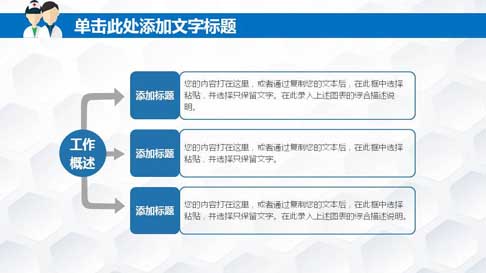 单击此处添加文字标题
添加标题
您的内容打在这里，或者通过复制您的文本后，在此框中选择
粘贴，并选择只保留文字。在此录入上述图表的综合描述说
明。
工作
概述
添加标题
您的内容打在这里，或者通过复制您的文本后，在此框中选择
粘贴，并选择只保留文字。
添加标题
您的内容打在这里，或者通过复制您的文本后，在此框中选择
粘贴，并选择只保留文字。在此录入上述图表的综合描述说明。